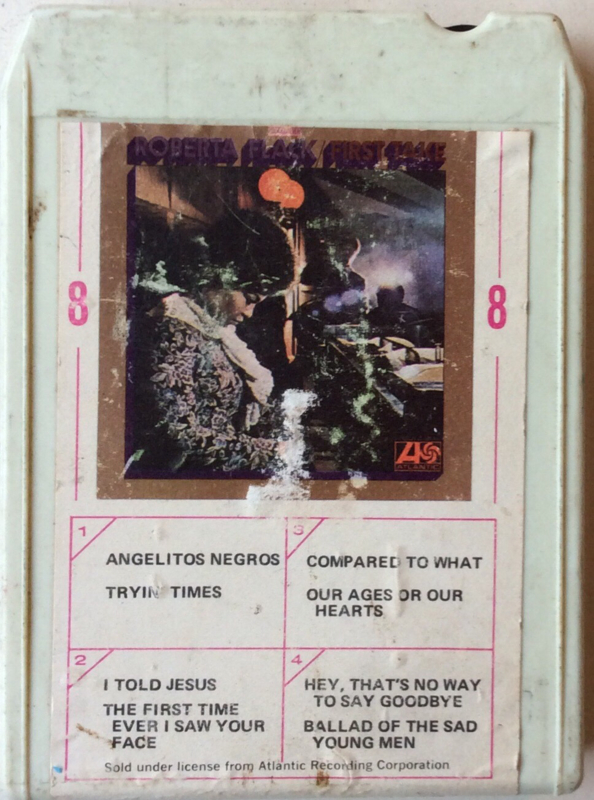 ROBERTA FLACK/FIRST TAKE
8
8
ATLANTIC
1
ANGELITOS NEGROS
TRYIN' TIMES
3
COMPARED TO WHAT
OUR AGES OR OUR
HEARTS
2
I TOLD JESUS
THE FIRST TIME
EVER I SAW YOUR
FACE
4
HEY, THAT'S NO WAY
TO SAY GOODBYE
BALLAD OF THE SAD
YOUNG MEN
Sold under license from Atlantic Recording Corporation